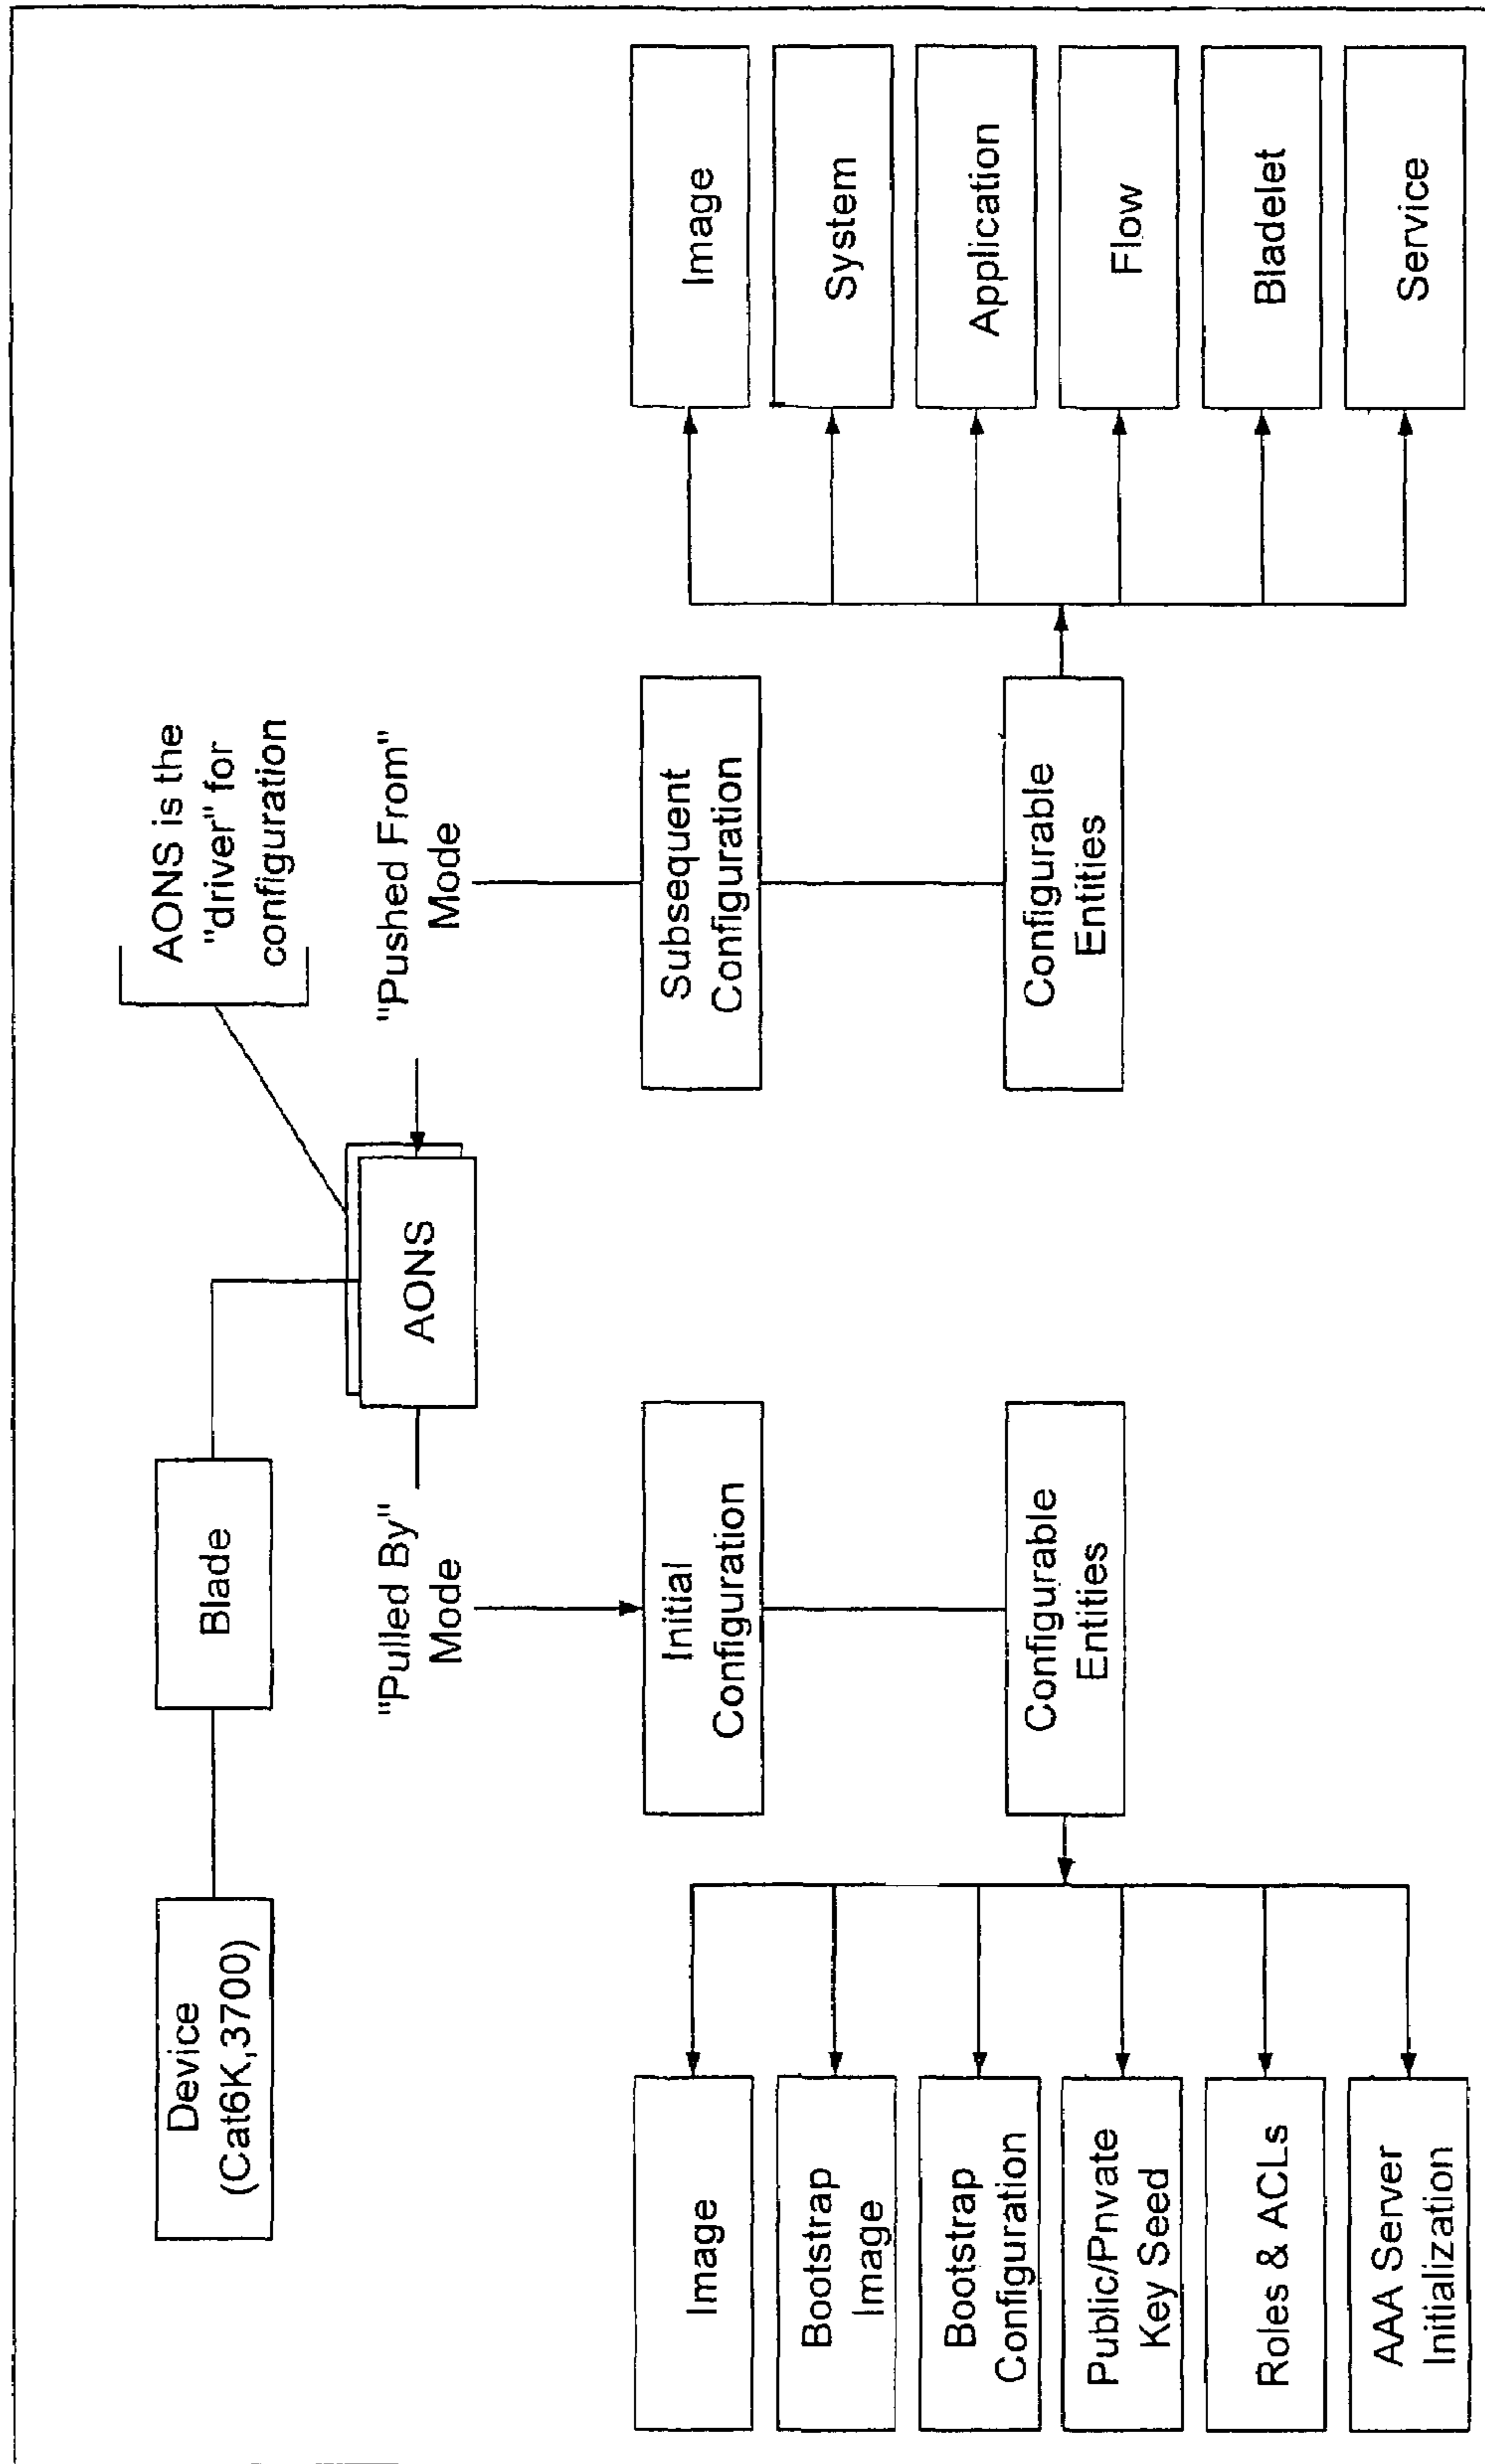 Device
(Cat6K,3700)
Blade
AONS
AONS is the
"driver" for
configuration
"Pulled By"
Mode
"Pushed From"
Mode
Initial
Configuration
Subsequent
Configuration
Configurable
Entities
Configurable
Entities
Image
Bootstrap
Image
Bootstrap
Configuration
Public/Pnvate
Key Seed
Roles & ACLs
AAA Server
Initialization
Image
System
Application
Flow
Bladelet
Service